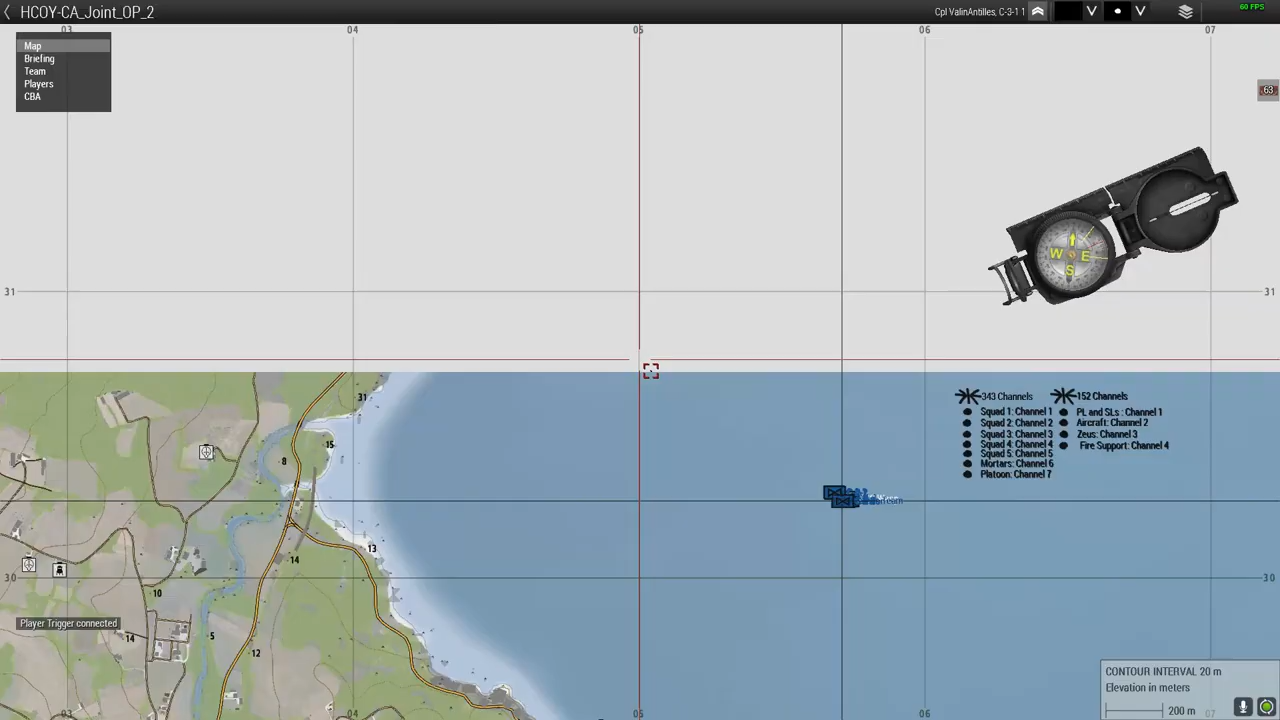 HCOY-CA_Joint_OP_2
Cpl ValinAntilles, C-3-1 1
60 FPS
03 04 05 06 07
Map
Briefing
Team
Players
CBA
63
W E
S
31 31
31
343 Channels
Squad 1: Channel 1
Squad 2: Channel 2
Squad 3: Channel 3
Squad 4: Channel 4
Squad 5: Channel 5
Mortars: Channel 6
Platoon: Channel 7
152 Channels
PL and SLs : Channel 1
Aircraft: Channel 2
Zeus: Channel 3
Fire Support: Channel 4
15
8
13
14
30 30
10
Player Trigger connected
14
5
12
CONTOUR INTERVAL 20 m
Elevation in meters
200 m
03 04 05 06 07